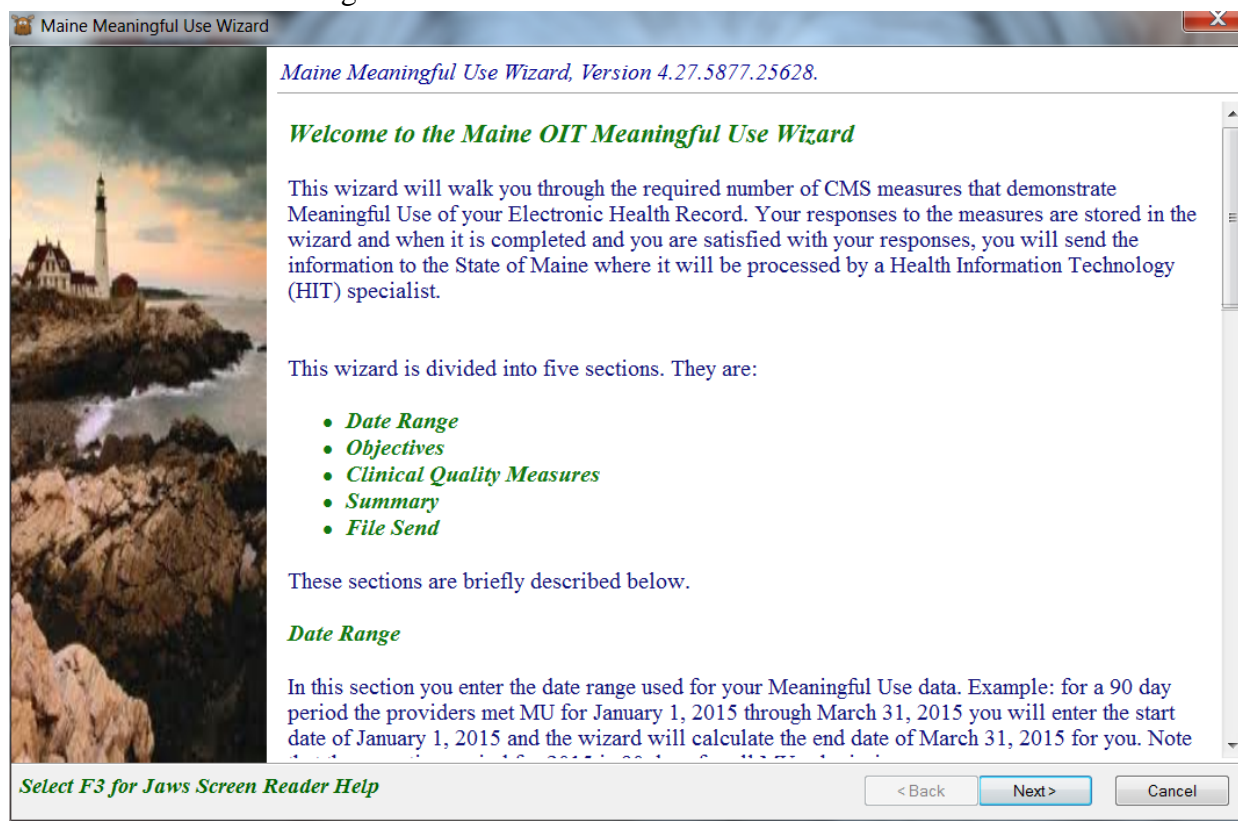 Maine Meaningful Use Wizard
X
Maine Meaningful Use Wizard, Version 4.27.5877.25628.
Welcome to the Maine OIT Meaningful Use Wizard
This wizard will walk you through the required number of CMS measures that demonstrate
Meaningful Use of your Electronic Health Record. Your responses to the measures are stored in the
wizard and when it is completed and you are satisfied with your responses, you will send the
information to the State of Maine where it will be processed by a Health Information Technology
(HIT) specialist.
This wizard is divided into five sections. They are:
• Date Range
• Objectives
• Clinical Quality Measures
• Summary
• File Send
These sections are briefly described below.
Date Range
In this section you enter the date range used for your Meaningful Use data. Example: for a 90 day
period the providers met MU for January 1, 2015 through March 31, 2015 you will enter the start
date of January 1, 2015 and the wizard will calculate the end date of March 31, 2015 for you. Note
Select F3 for Jaws Screen Reader Help
< Back
Next >
Cancel